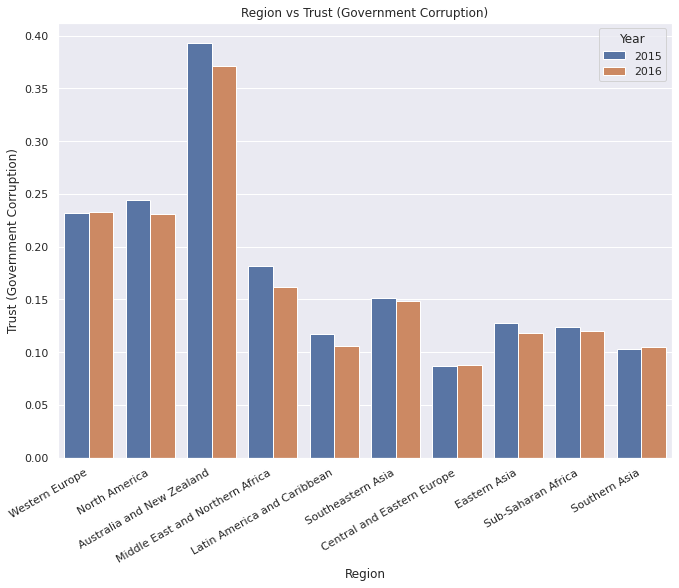 Region vs Trust (Government Corruption)
Year
2015
2016
Trust (Government Corruption)
0.40
0.35
0.30
0.25
0.20
0.15
0.10
0.05
0.00
Western Europe
North America
Australia and New Zealand
Middle East and Northern Africa
Latin America and Caribbean
Southeastern Asia
Central and Eastern Europe
Eastern Asia
Sub-Saharan Africa
Southern Asia
Region